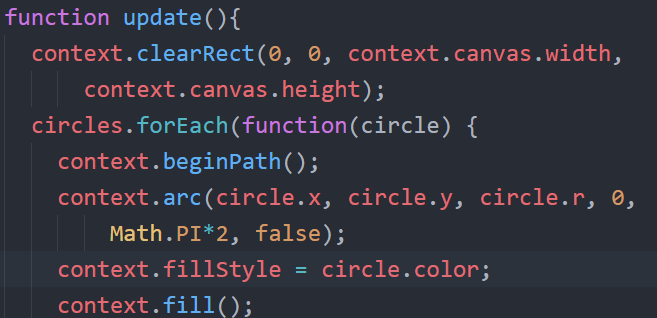 function update(){
context.clearRect(0, 0, context.canvas.width,
context.canvas.height);
circles.forEach(function(circle) {
context.beginPath();
context.arc(circle.x, circle.y, circle.r, 0,
Math.PI*2, false);
context.fillStyle = circle.color;
context.fill();